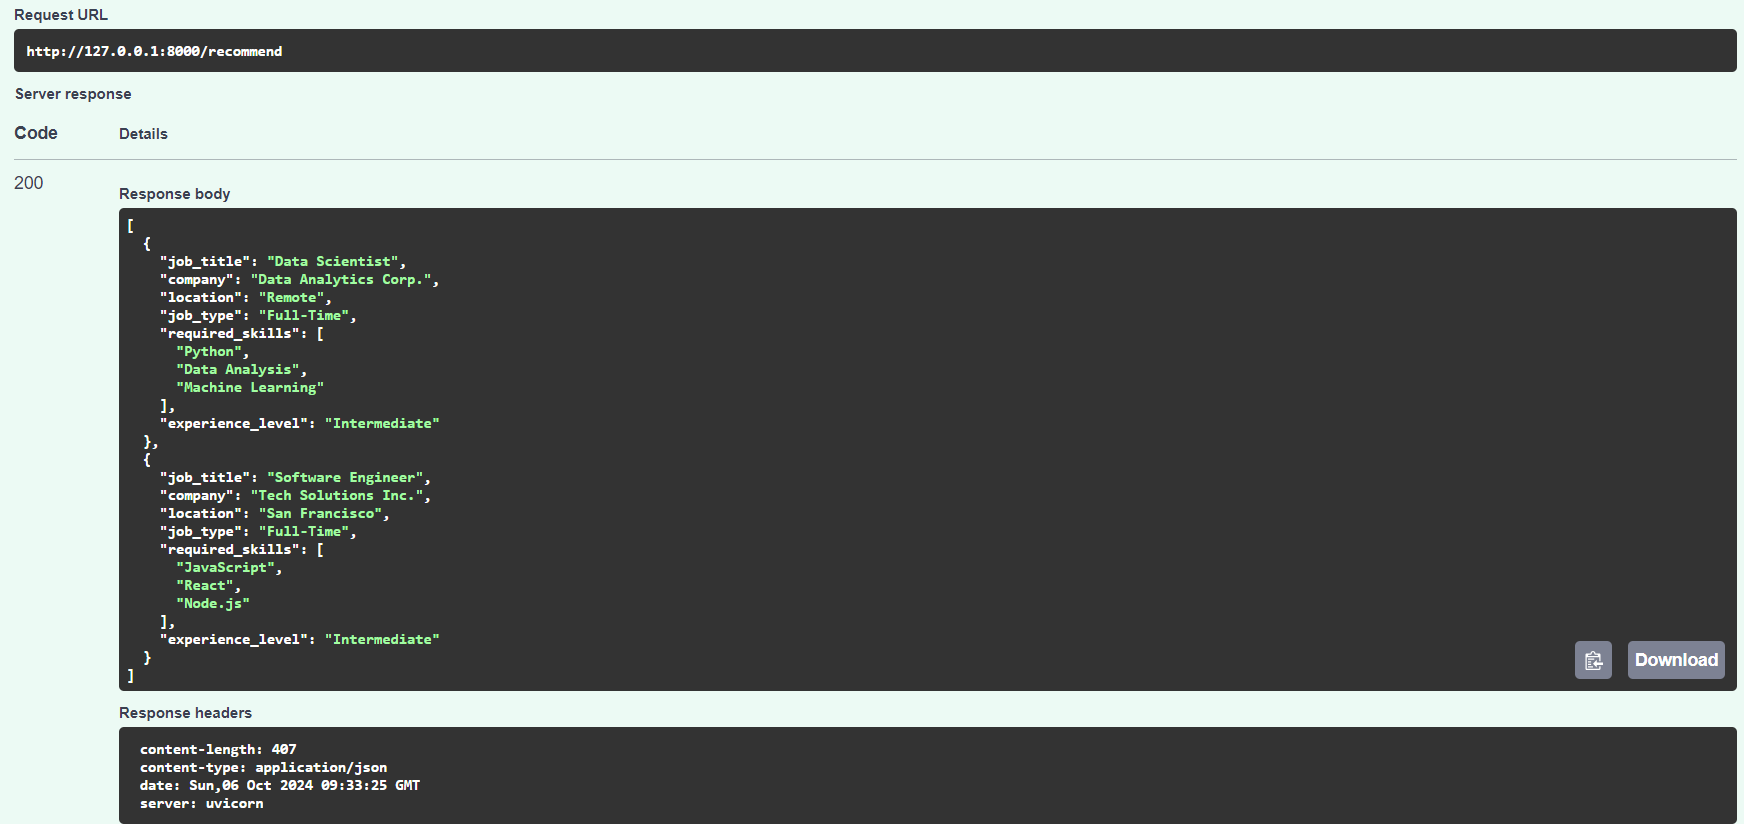 Request URL
http://127.0.0.1:8000/recommend
Server response
Code Details
200
Response body
[
  {
    "job_title": "Data Scientist",
    "company": "Data Analytics Corp.",
    "location": "Remote",
    "job_type": "Full-Time",
    "required_skills": [
      "Python",
      "Data Analysis",
      "Machine Learning"
    ],
    "experience_level": "Intermediate"
  },
  {
    "job_title": "Software Engineer",
    "company": "Tech Solutions Inc.",
    "location": "San Francisco",
    "job_type": "Full-Time",
    "required_skills": [
      "JavaScript",
      "React",
      "Node.js"
    ],
    "experience_level": "Intermediate"
  }
]
Download
Response headers
content-length: 407
content-type: application/json
date: Sun,06 Oct 2024 09:33:25 GMT
server: uvicorn